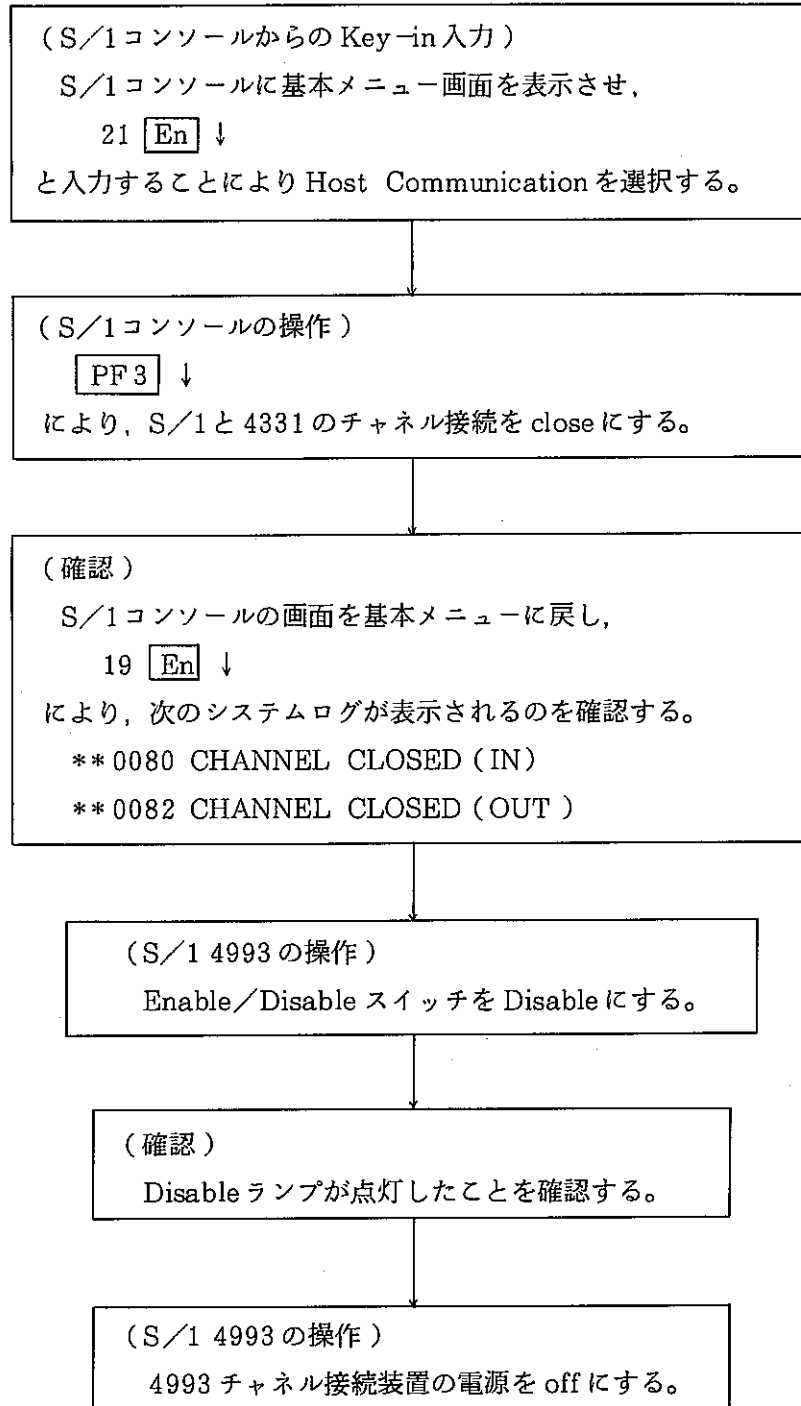 (S/1コンソールからのKey-in入力)
S/1コンソールに基本メニュー画面を表示させ,
21 En ↓
と入力することによりHost Communicationを選択する。
(S/1コンソールの操作)
PF3 ↓
により, S/1と4331のチャネル接続をcloseにする。
(確認)
S/1コンソールの画面を基本メニューに戻し,
19 En ↓
により, 次のシステムログが表示されるのを確認する。
**0080 CHANNEL CLOSED (IN)
**0082 CHANNEL CLOSED (OUT)
(S/1 4993の操作)
Enable/DisableスイッチをDisableにする。
(確認)
Disableランプが点灯したことを確認する。
(S/1 4993の操作)
4993チャネル接続装置の電源をoffにする。